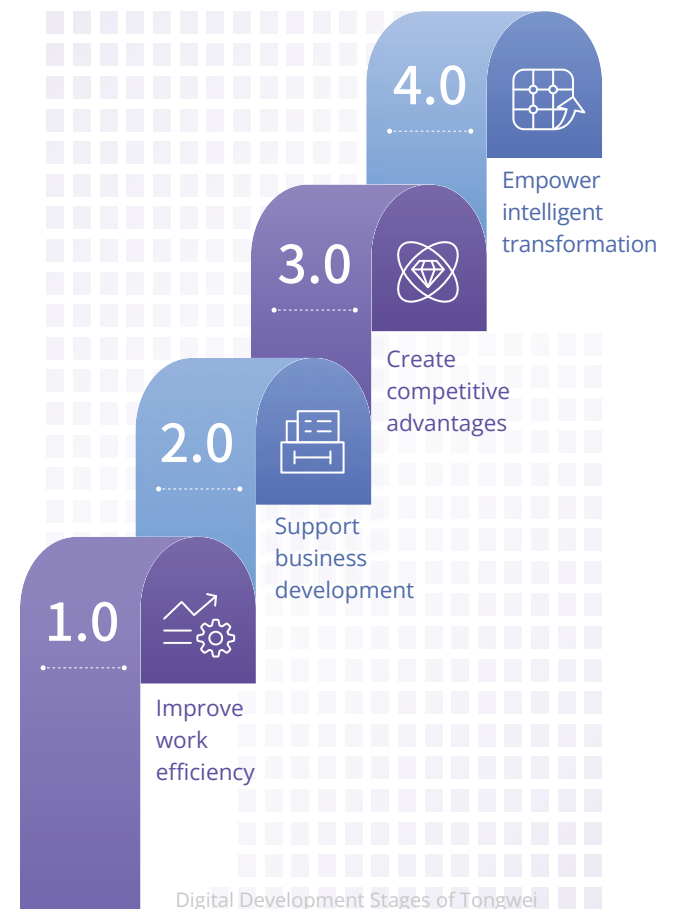 4.0
Empower
intelligent
transformation
3.0
Create
competitive
advantages
2.0
Support
business
development
1.0
Improve
work
efficiency
Digital Development Stages of Tongwei